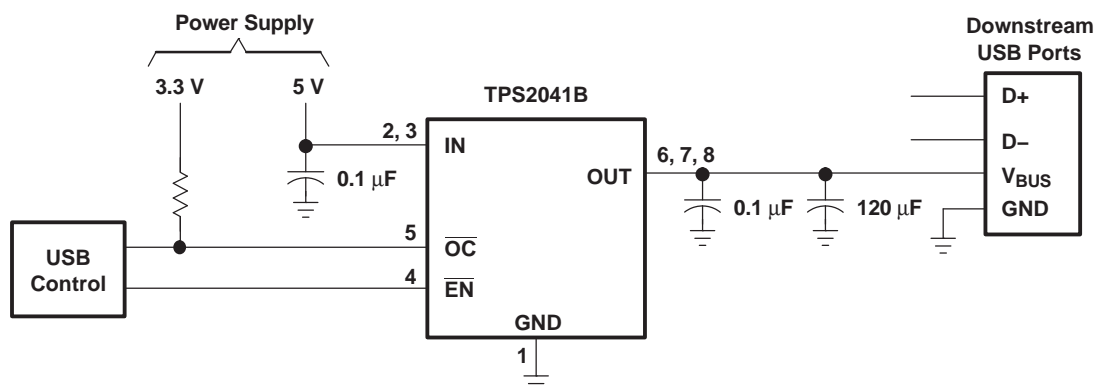 Power Supply
3.3 V
5 V
Downstream
USB Ports
TPS2041B
2, 3
IN
0.1 μF
OUT
6, 7, 8
0.1 μF
120 μF
D+
D−
VBUS
GND
USB
Control
5
OC
4
EN
GND
1